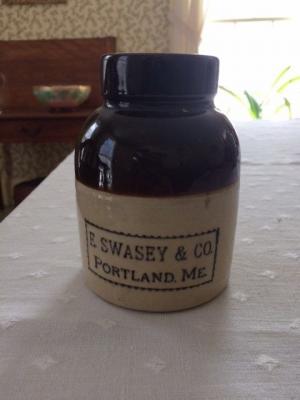 E. SWASEY & CO.
PORTLAND, ME.